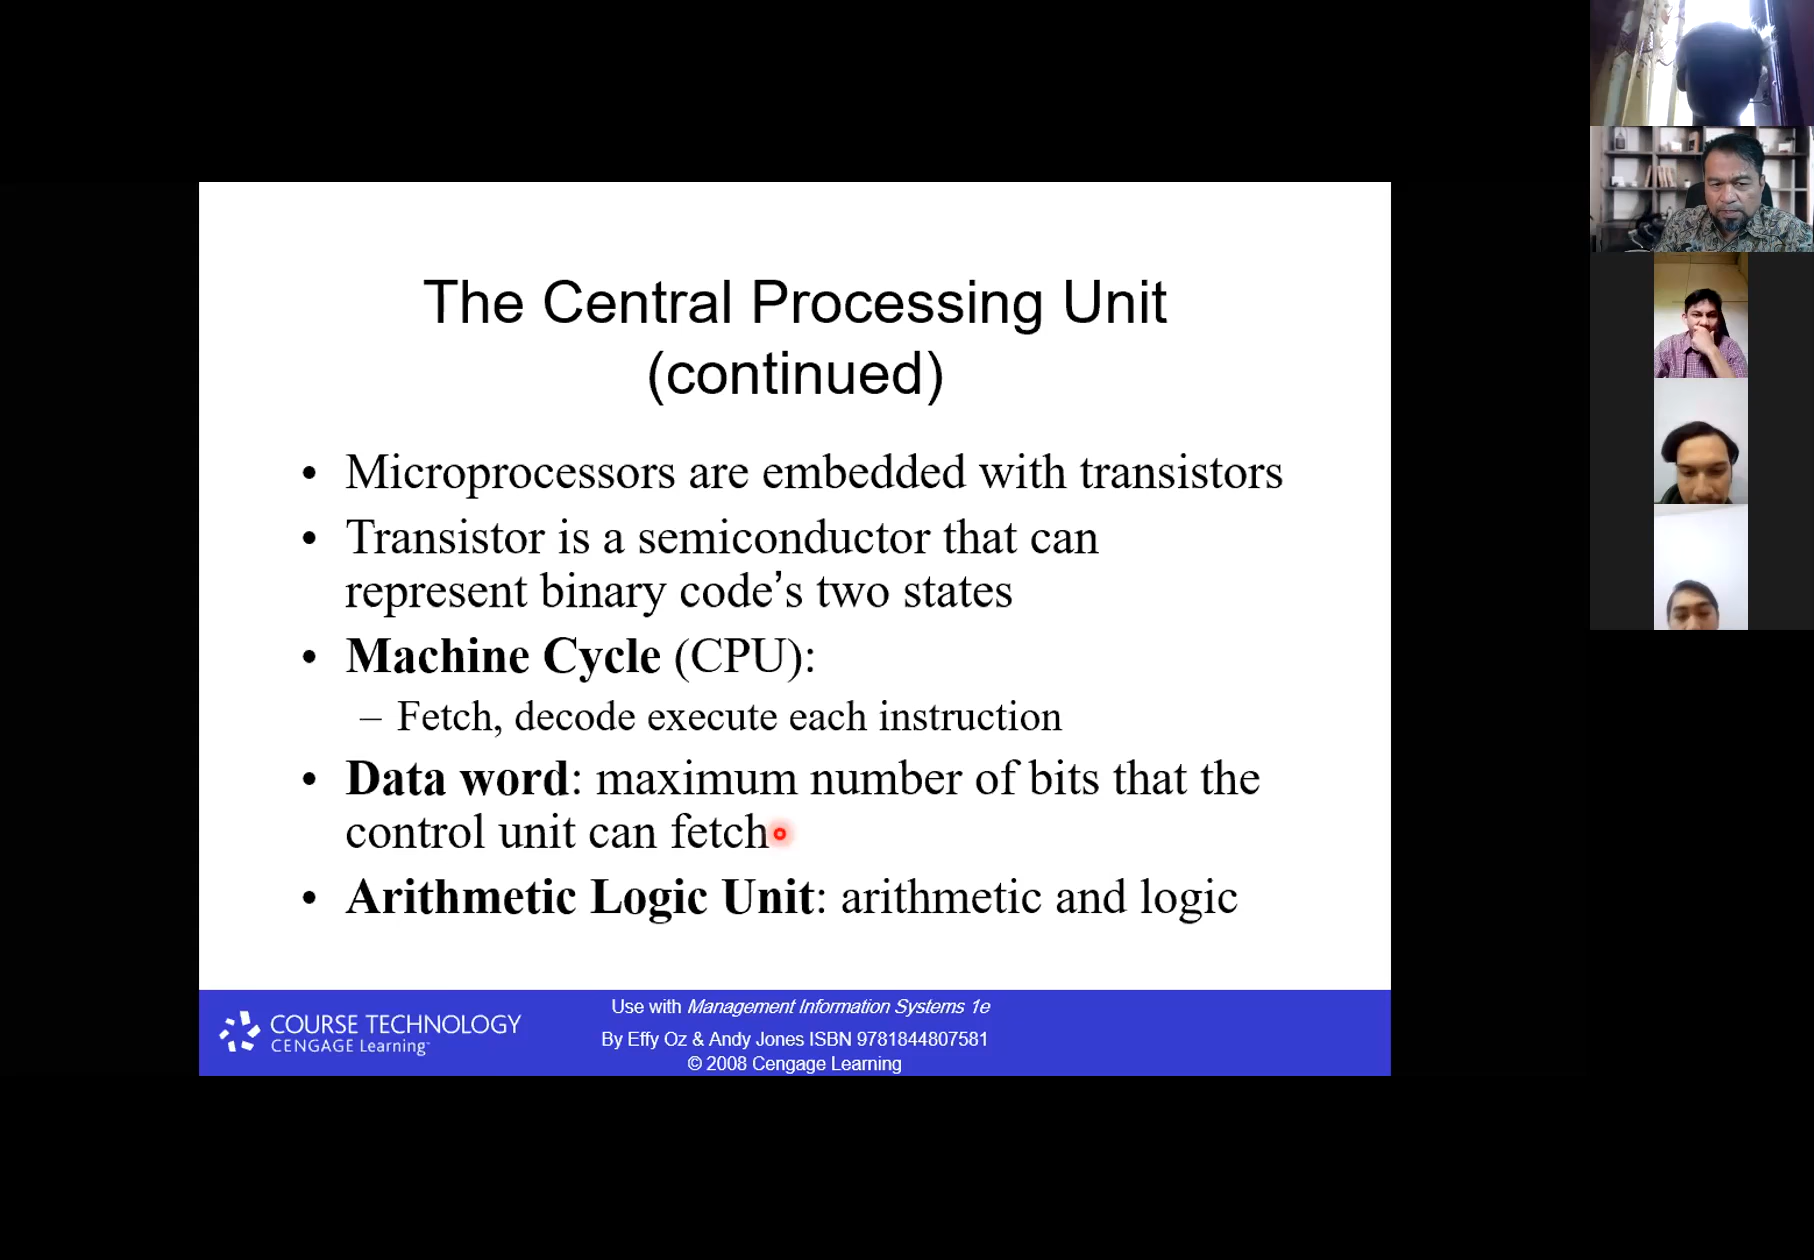 The Central Processing Unit
(continued)
• Microprocessors are embedded with transistors
• Transistor is a semiconductor that can
represent binary code’s two states
• Machine Cycle (CPU):
– Fetch, decode execute each instruction
• Data word: maximum number of bits that the
control unit can fetch
• Arithmetic Logic Unit: arithmetic and logic
COURSE TECHNOLOGY
CENGAGE Learning™
Use with Management Information Systems 1e
By Effy Oz & Andy Jones ISBN 9781844807581
© 2008 Cengage Learning